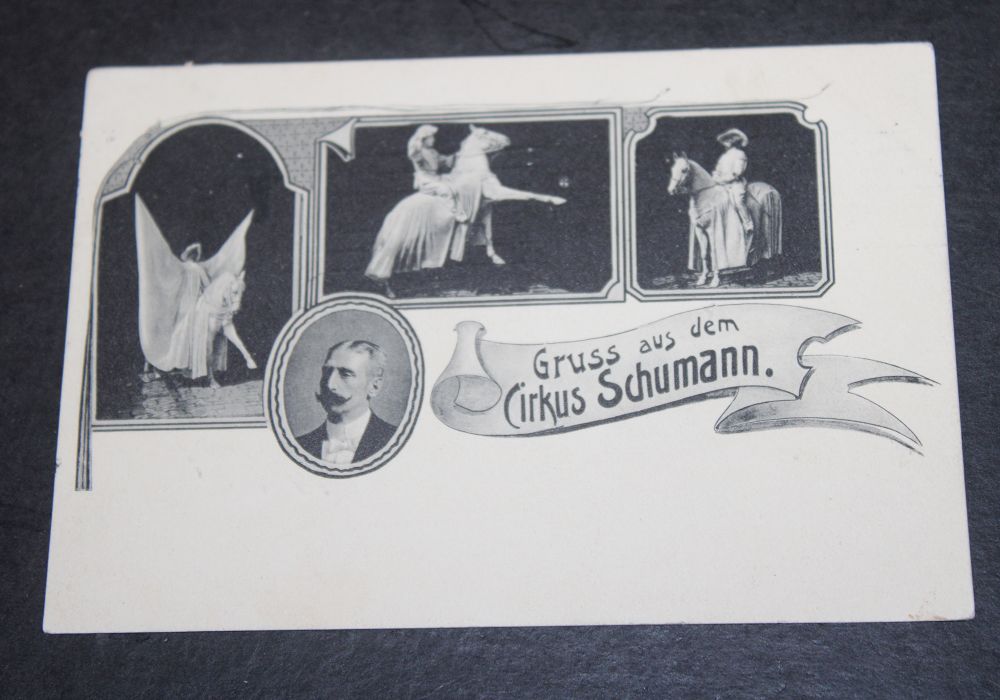 Gruss aus dem
Cirkus Schumann.